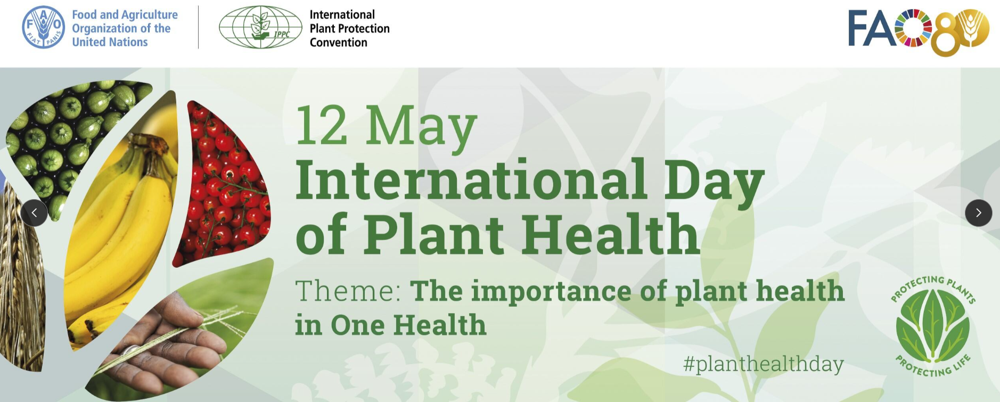 FAO
FIAT PANIS
Food and Agriculture
Organization of the
United Nations
IPPC
International
Plant Protection
Convention
FAO80
12 May
International Day
of Plant Health
Theme: The importance of plant health
in One Health
#planthealthday
PROTECTING PLANTS
PROTECTING LIFE